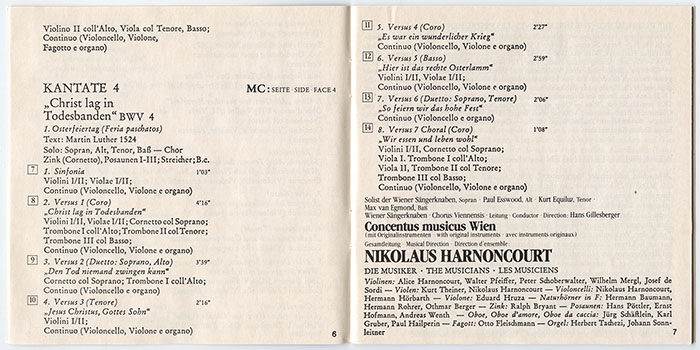 Violino II coll'Alto, Viola col Tenore, Basso;
Continuo (Violoncello, Violone,
Fagotto e organo)
KANTATE 4 MC: SEITE · SIDE · FACE 4
„Christ lag in
Todesbanden“ BWV 4
1. Osterfeiertag (Feria paschatos)
Text: Martin Luther 1524
Solo: Sopran, Alt, Tenor, Baß — Chor
Zink (Cornetto), Posaunen I-III; Streicher; B.c.
7 1. Sinfonia 1'03"
Violini I/II; Violae I/II;
Continuo (Violoncello, Violone e organo)
8 2. Versus 1 (Coro) 4'16"
„Christ lag in Todesbanden“
Violini I/II, Violae I/II; Cornetto col Soprano;
Trombone I coll'Alto; Trombone II col Tenore;
Trombone III col Basso;
Continuo (Violoncello, Violone e organo)
9 3. Versus 2 (Duetto: Soprano, Alto) 3'39"
„Den Tod niemand zwingen kann“
Cornetto col Soprano; Trombone I coll'Alto;
Continuo (Violoncello, Violone e organo)
10 4. Versus 3 (Tenore) 2'16"
„Jesus Christus, Gottes Sohn“
Violini I/II;
Continuo (Violoncello, Violone e organo)
6
11 5. Versus 4 (Coro) 2'27"
„Es war ein wunderlicher Krieg“
Continuo (Violoncello, Violone e organo)
12 6. Versus 5 (Basso) 2'59"
„Hier ist das rechte Osterlamm“
Violini I/II, Violae I/II;
Continuo (Violoncello, Violone e organo)
13 7. Versus 6 (Duetto: Soprano, Tenore) 2'06"
„So feiern wir das hohe Fest“
Continuo (Violoncello, Violone e organo)
14 8. Versus 7 Choral (Coro) 1'08"
„Wir essen und leben wohl“
Violini I/II, Cornetto col Soprano;
Viola I. Trombone I coll'Alto;
Viola II, Trombone II col Tenore;
Trombone III col Basso;
Continuo (Violoncello, Violone e organo)
Solist der Wiener Sängerknaben, Sopran · Paul Esswood, Alt · Kurt Equiluz, Tenor
Max van Egmond, Baß
Wiener Sängerknaben · Chorus Viennensis · Leitung · Conductor · Direction: Hans Gillesberger
Concentus musicus Wien
(mit Originalinstrumenten · with original instruments · avec instruments originaux)
Gesamtleitung · Musical Direction · Direction d'ensemble:
NIKOLAUS HARNONCOURT
DIE MUSIKER · THE MUSICIANS · LES MUSICIENS
Violinen: Alice Harnoncourt, Walter Pfeiffer, Peter Schoberwalter, Wilhelm Mergl, Josef de
Sordi — Violen: Kurt Theiner, Nikolaus Harnoncourt — Violoncelli: Nikolaus Harnoncourt,
Hermann Hörbarth — Violone: Eduard Hruza — Naturhörner in F: Hermann Baumann,
Hermann Rohrer, Othmar Berger — Zink: Ralph Bryant — Posaunen: Hans Pöttler, Ernst
Hofmann, Andreas Wenth — Oboe, Oboe d'amore, Oboe da caccia: Jürg Schäftlein, Karl
Gruber, Paul Hailperin — Fagott: Otto Fleischmann — Orgel: Herbert Tachezi, Johann Sonn-
leitner
7